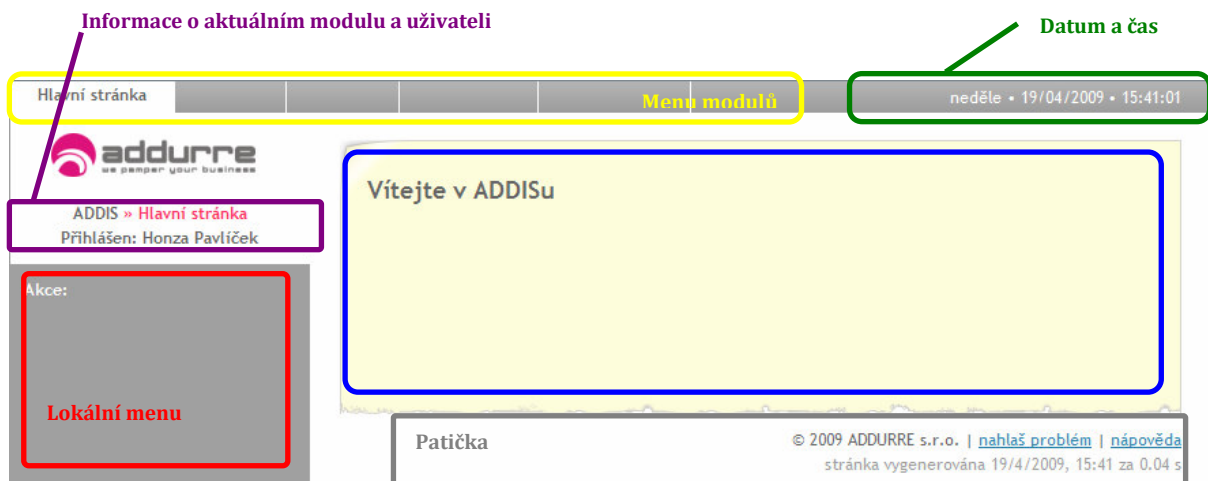 Informace o aktuálním modulu a uživateli
Datum a čas
Hlavní stránka
Menu modulů
neděle • 19/04/2009 • 15:41:01
addurre
we pamper your business
Vítejte v ADDISu
ADDIS » Hlavní stránka
Přihlášen: Honza Pavlíček
Akce:
Lokální menu
Patička
© 2009 ADDURRE s.r.o. | nahlaš problém | nápověda
stránka vygenerována 19/4/2009, 15:41 za 0.04 s